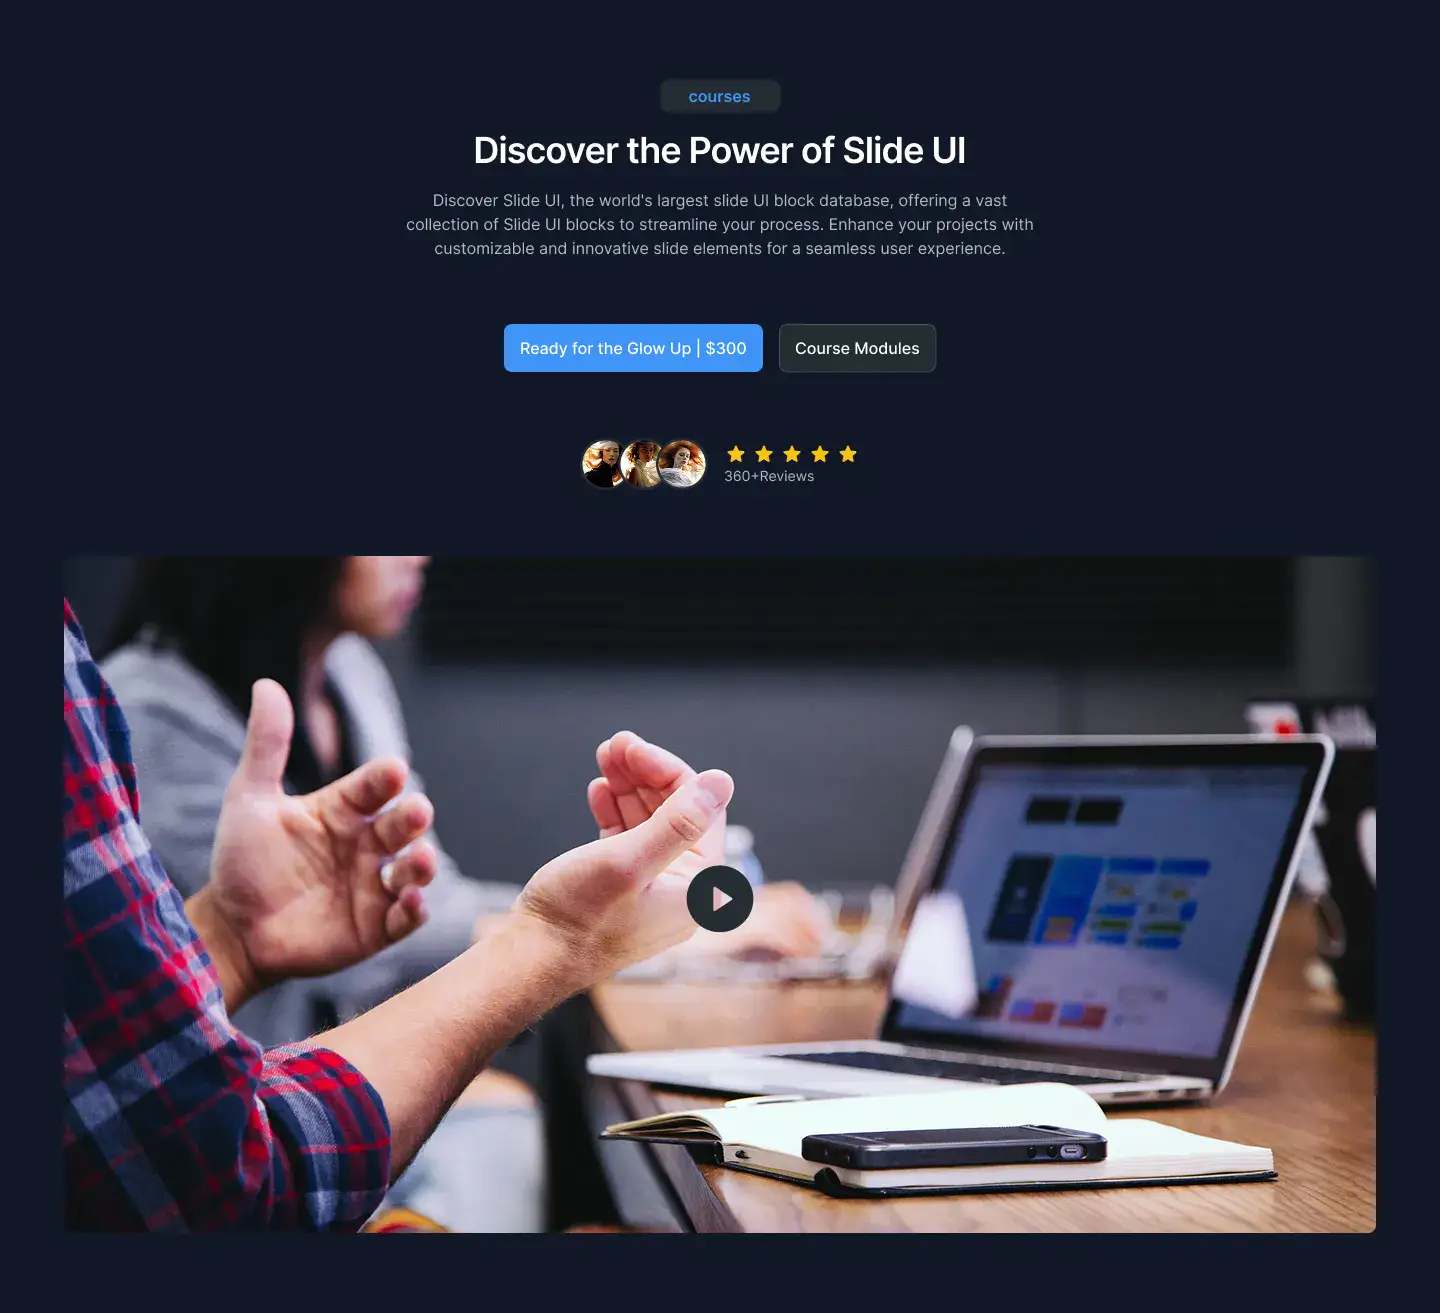 courses
Discover the Power of Slide UI
Discover Slide UI, the world's largest slide UI block database, offering a vast
collection of Slide UI blocks to streamline your process. Enhance your projects with
customizable and innovative slide elements for a seamless user experience.
Ready for the Glow Up | $300
Course Modules
360+Reviews